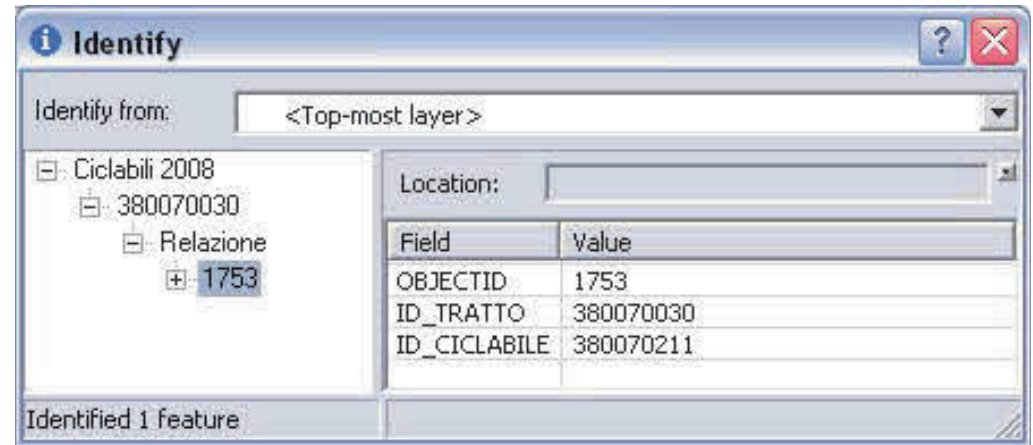 Identify
Identify from: <Top-most layer>
Ciclabili 2008
380070030
Relazione
1753
Location:
Field Value
OBJECTID 1753
ID_TRATTO 380070030
ID_CICLABILE 380070211
Identified 1 feature